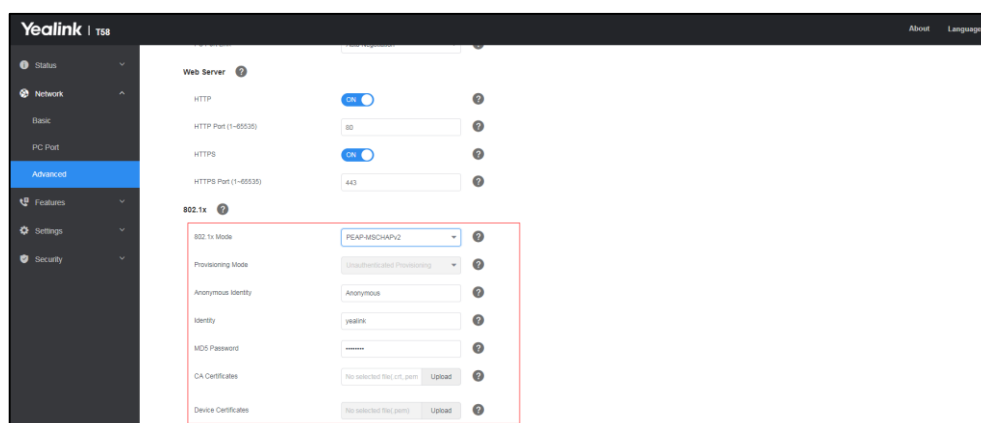 Yealink | T58
About Language
Status
Web Server
Network
HTTP ON
Basic
HTTP Port (1~65535) 80
PC Port
HTTPS ON
Advanced
HTTPS Port (1~65535) 443
Features
802.1x
Settings
802.1x Mode PEAP-MSCHAPv2
Security
Provisioning Mode Unauthenticated Provisioning
Anonymous Identity Anonymous
Identity yealink
MD5 Password ••••••••
CA Certificates No selected file(.crt,.pem Upload
Device Certificates No selected file(.pem) Upload